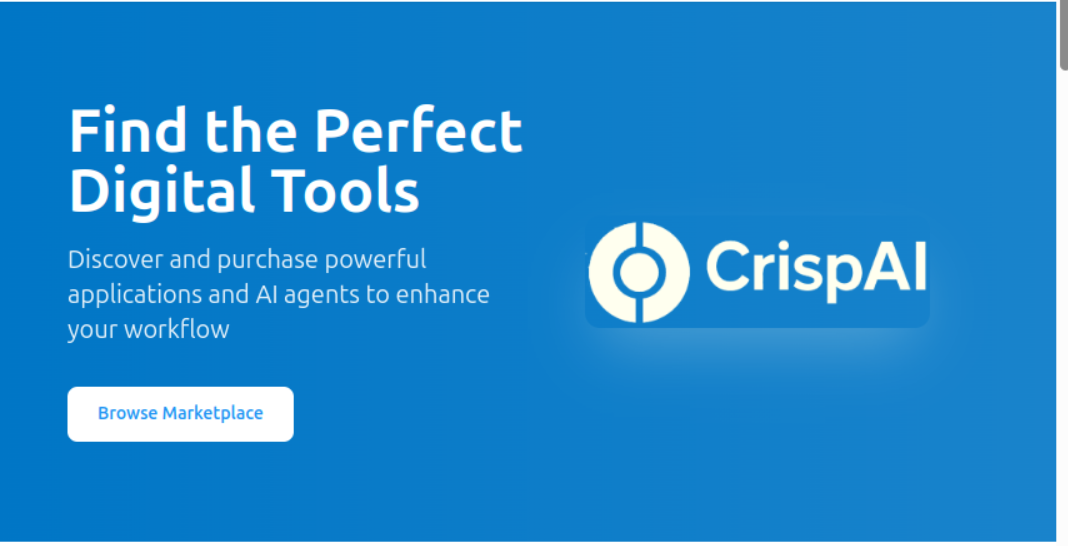 Find the Perfect
Digital Tools
Discover and purchase powerful
applications and AI agents to enhance
your workflow
Browse Marketplace
CrispAI